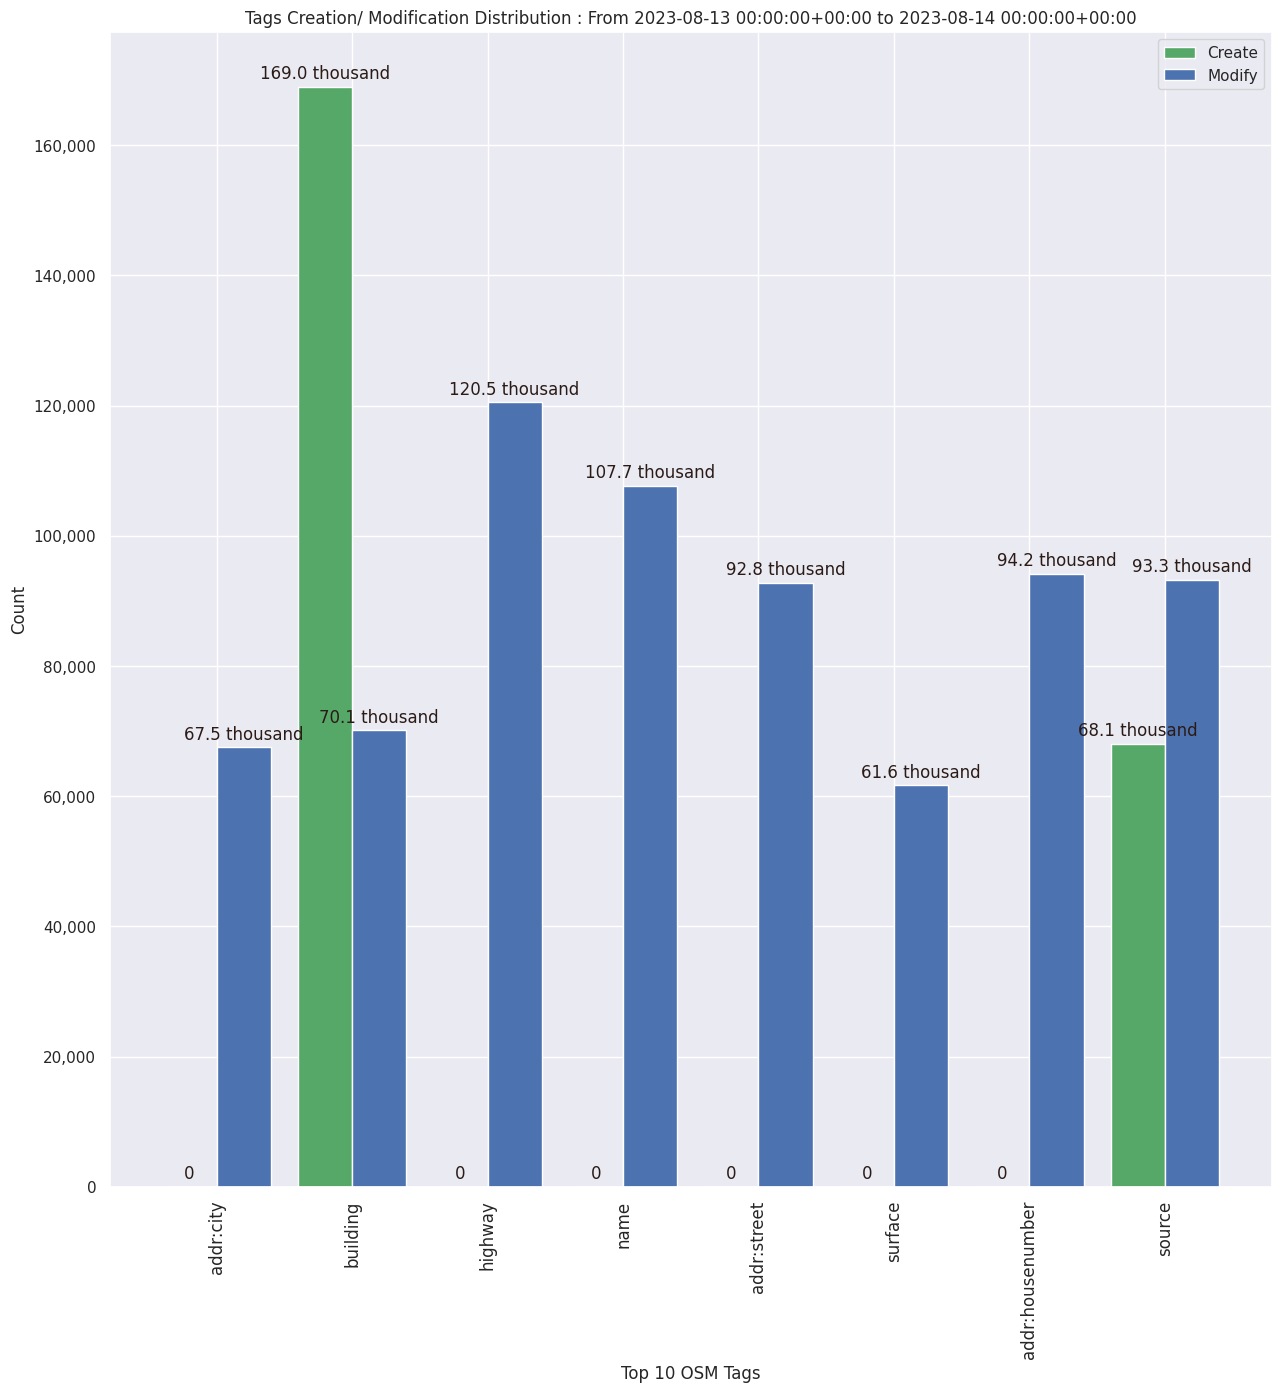 Tags Creation/ Modification Distribution : From 2023-08-13 00:00:00+00:00 to 2023-08-14 00:00:00+00:00
Create
Modify
169.0 thousand
160,000
140,000
120.5 thousand
120,000
107.7 thousand
100,000
94.2 thousand
93.3 thousand
92.8 thousand
Count
80,000
67.5 thousand
70.1 thousand
68.1 thousand
61.6 thousand
60,000
40,000
20,000
0
0
0
0
0
0
0
addr:city
building
highway
name
addr:street
surface
addr:housenumber
source
Top 10 OSM Tags